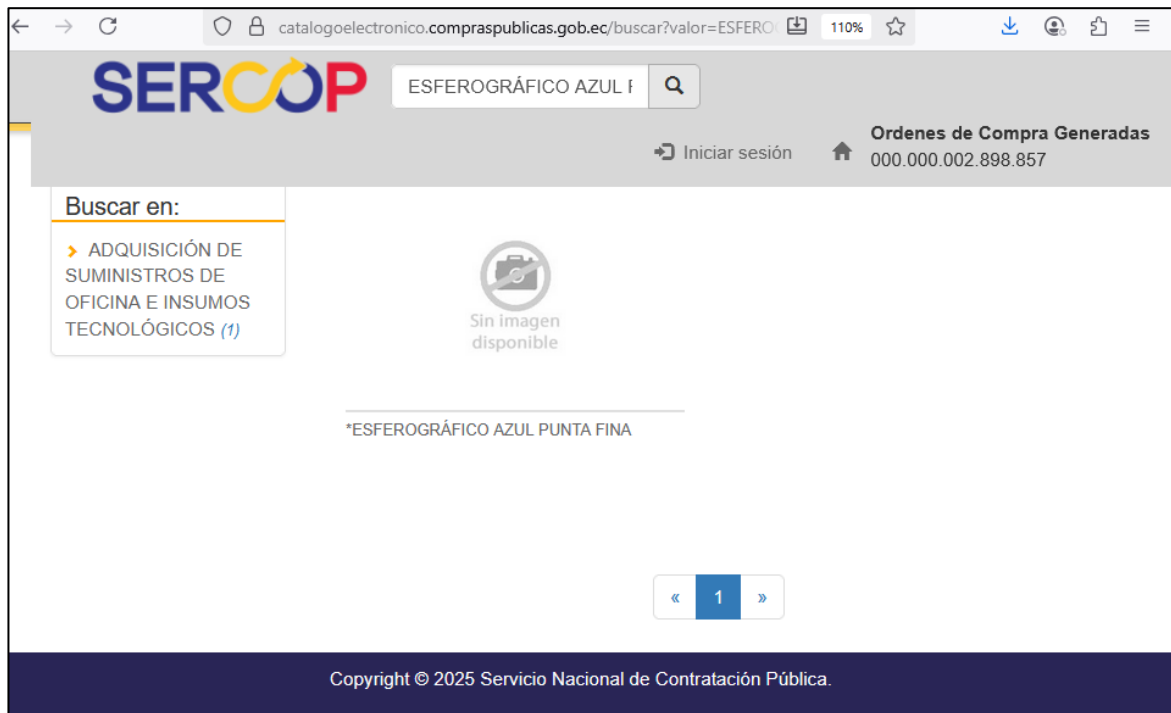 catalogoelectronico.compraspublicas.gob.ec/buscar?valor=ESFERO
110%
SERCOP
ESFEROGRÁFICO AZUL
Iniciar sesión
Ordenes de Compra Generadas
000.000.002.898.857
Buscar en:
ADQUISICIÓN DE
SUMINISTROS DE
OFICINA E INSUMOS
TECNOLÓGICOS (1)
Sin imagen
disponible
*ESFEROGRÁFICO AZUL PUNTA FINA
« 1 »
Copyright © 2025 Servicio Nacional de Contratación Pública.